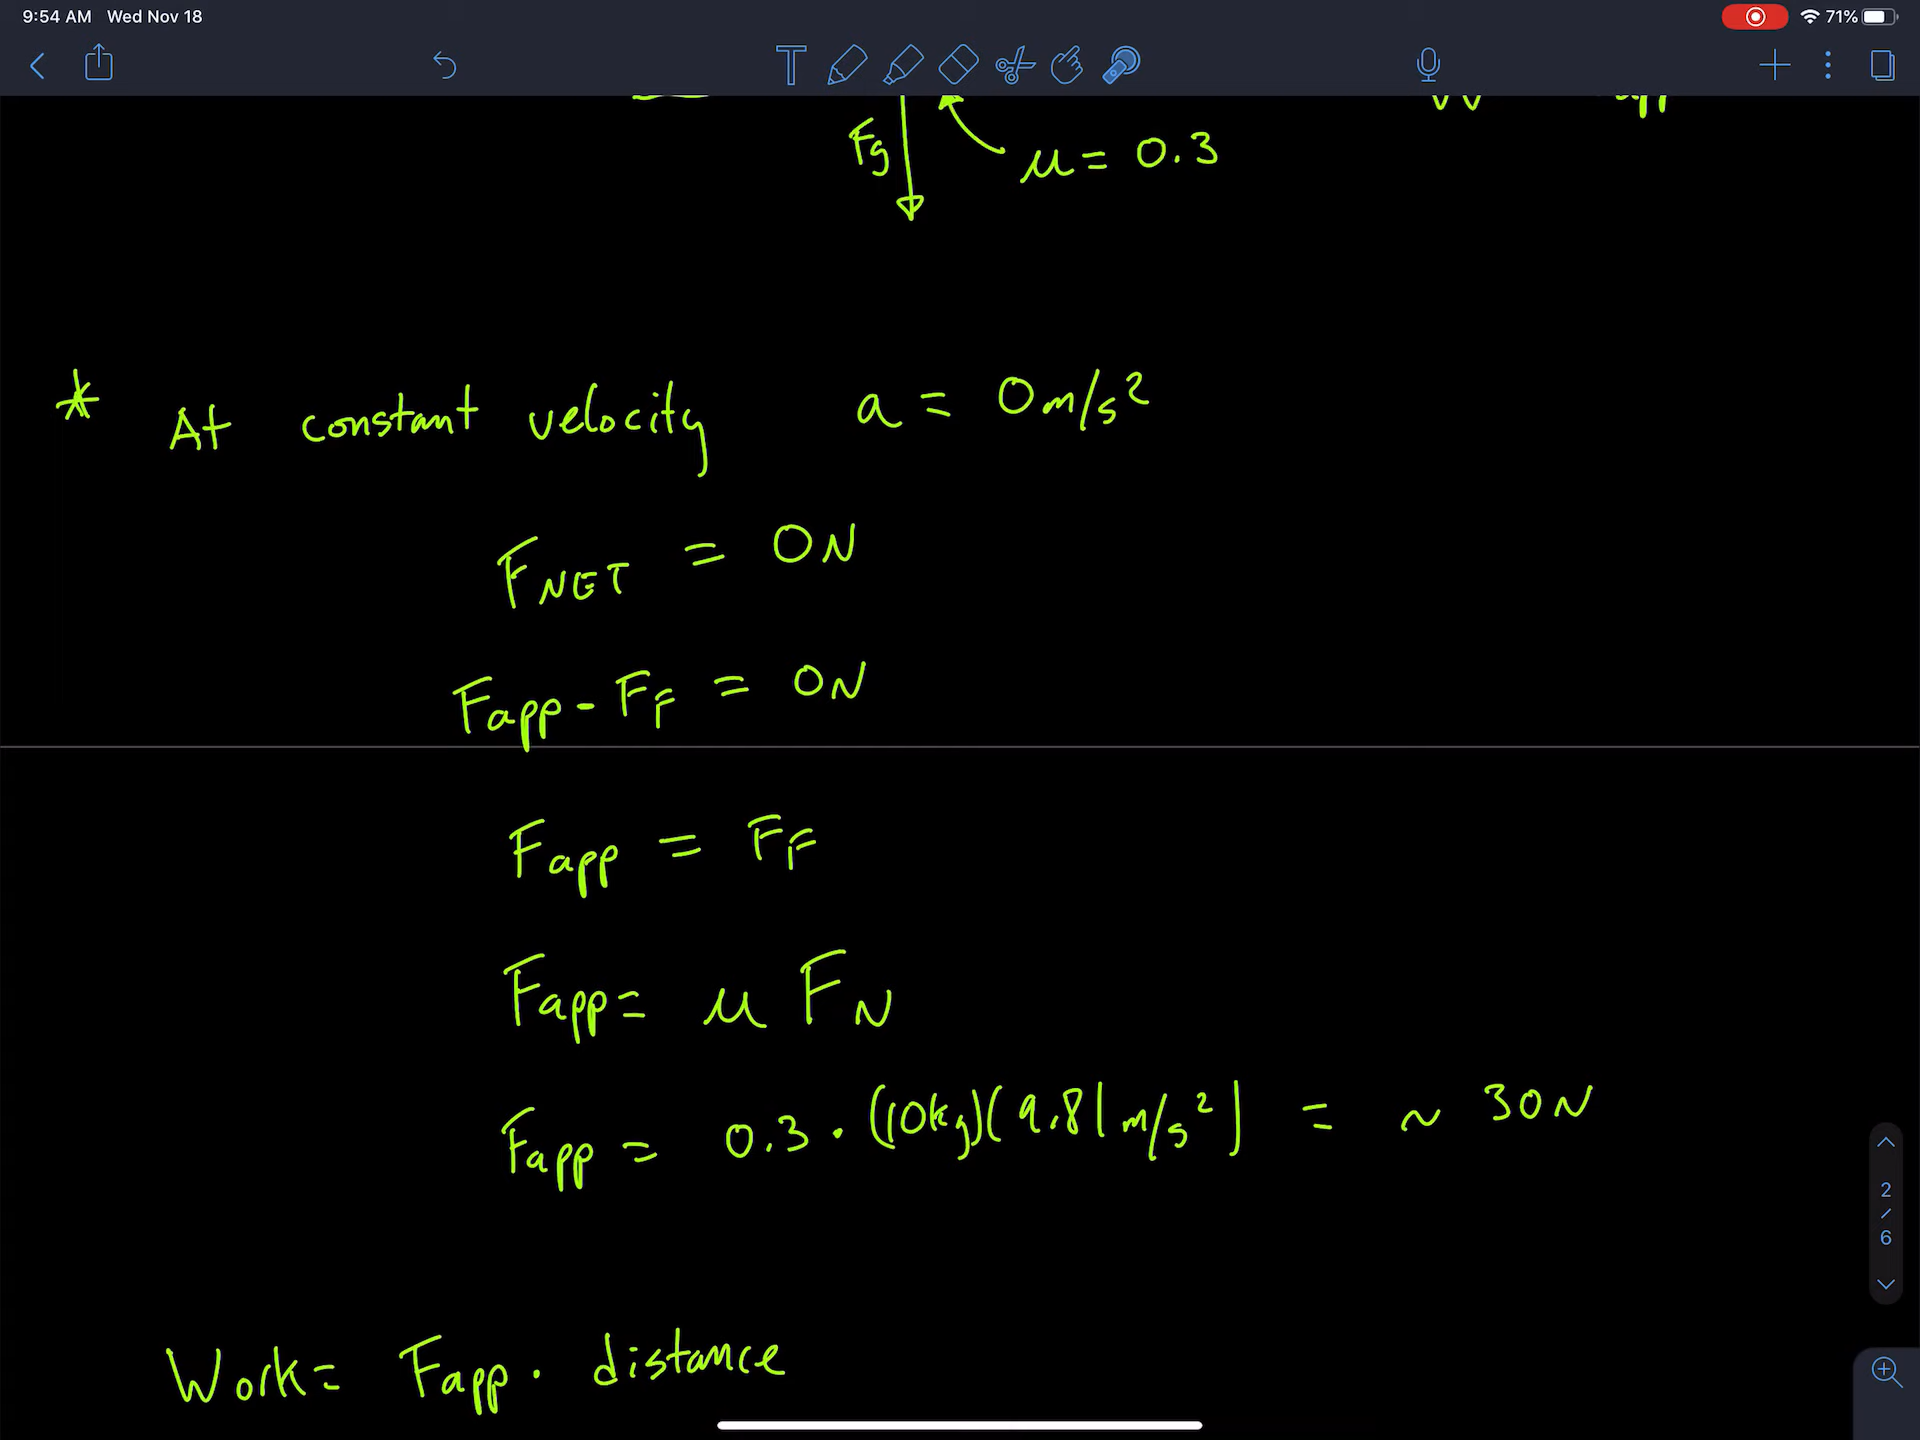 9:54 AM Wed Nov 18
71%
Fg
μ = 0.3
* At constant velocity a = 0 m/s²
F NET = 0N
Fapp - FF = 0N
Fapp = FF
Fapp = μ FN
Fapp = 0.3 · (10kg)(9.81 m/s²) = ~ 30N
2
/
6
Work = Fapp · distance